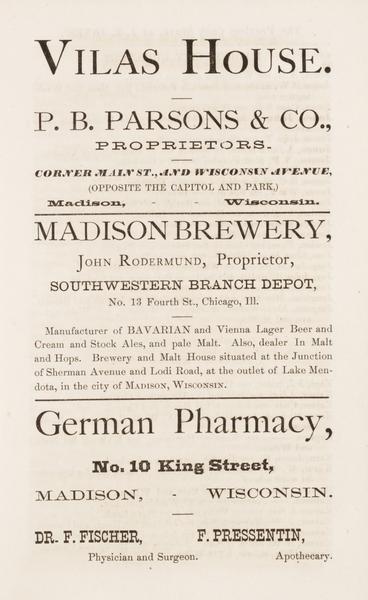 VILAS HOUSE.
P. B. PARSONS & CO.,
PROPRIETORS.
CORNER MAIN ST., AND WISCONSIN AVENUE,
(OPPOSITE THE CAPITOL AND PARK,)
Madison, - - Wisconsin.
MADISON BREWERY,
JOHN RODERMUND, Proprietor,
SOUTHWESTERN BRANCH DEPOT,
No. 13 Fourth St., Chicago, Ill.
Manufacturer of BAVARIAN and Vienna Lager Beer and
Cream and Stock Ales, and pale Malt. Also, dealer In Malt
and Hops. Brewery and Malt House situated at the Junction
of Sherman Avenue and Lodi Road, at the outlet of Lake Men-
dota, in the city of MADISON, WISCONSIN.
German Pharmacy,
No. 10 King Street,
MADISON, - WISCONSIN.
DR. F. FISCHER, F. PRESSENTIN,
Physician and Surgeon. Apothecary.